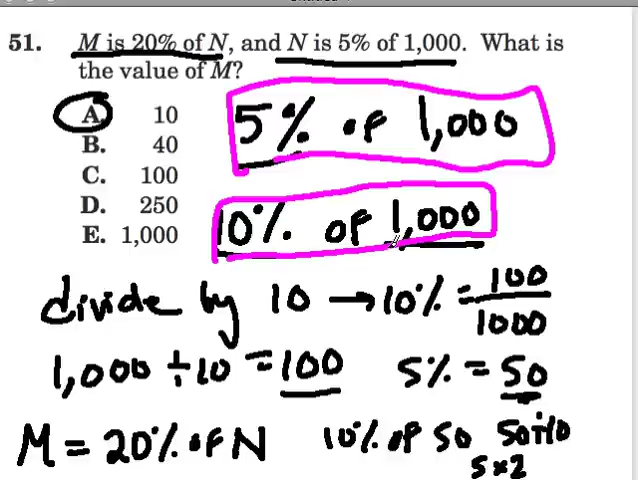 51. M is 20% of N, and N is 5% of 1,000. What is
the value of M?
A. 10
B. 40
C. 100
D. 250
E. 1,000
5% of 1,000
10% of 1,000
divide by 10 → 10% = 100/1000
1,000 ÷ 10 = 100 5% = 50
M = 20% of N 10% of 50 50÷10
5 x 2